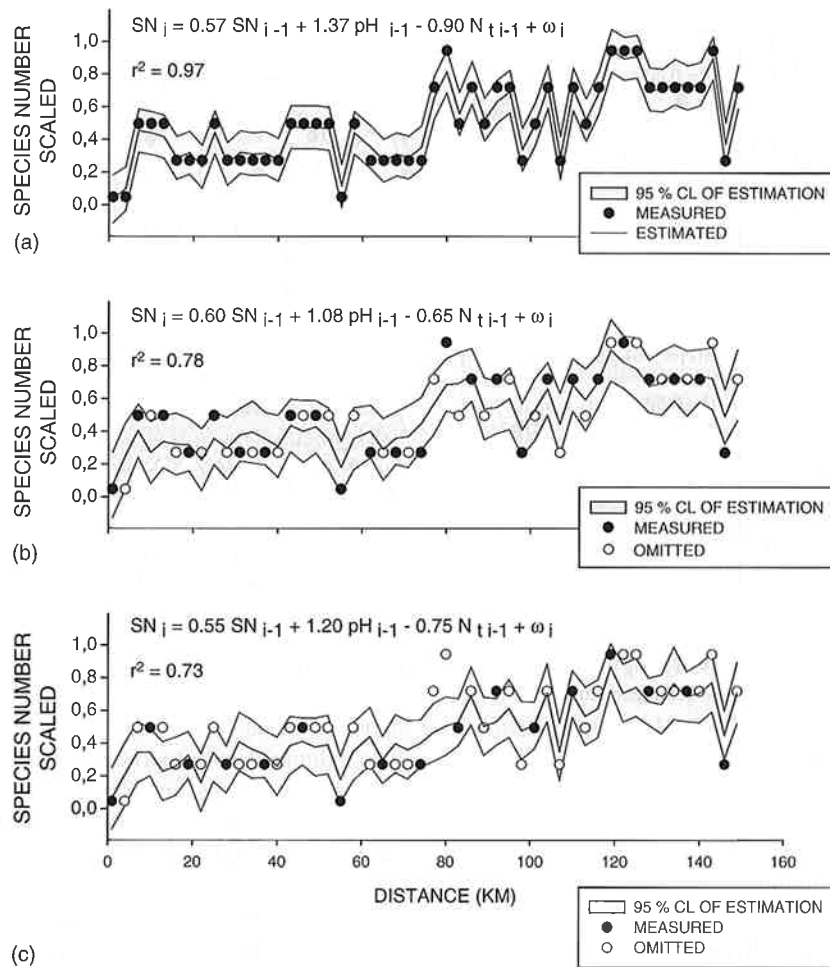 SN i = 0.57 SN i-1 + 1.37 pH i-1 - 0.90 N t i-1 + ω i
r² = 0.97
SPECIES NUMBER
SCALED
1,0
0,8
0,6
0,4
0,2
0,0
95 % CL OF ESTIMATION
MEASURED
ESTIMATED
(a)
SN i = 0.60 SN i-1 + 1.08 pH i-1 - 0.65 N t i-1 + ω i
r² = 0.78
SPECIES NUMBER
SCALED
1,0
0,8
0,6
0,4
0,2
0,0
95 % CL OF ESTIMATION
MEASURED
OMITTED
(b)
SN i = 0.55 SN i-1 + 1.20 pH i-1 - 0.75 N t i-1 + ω i
r² = 0.73
SPECIES NUMBER
SCALED
1,0
0,8
0,6
0,4
0,2
0,0
0 20 40 60 80 100 120 140 160
DISTANCE (KM)
95 % CL OF ESTIMATION
MEASURED
OMITTED
(c)